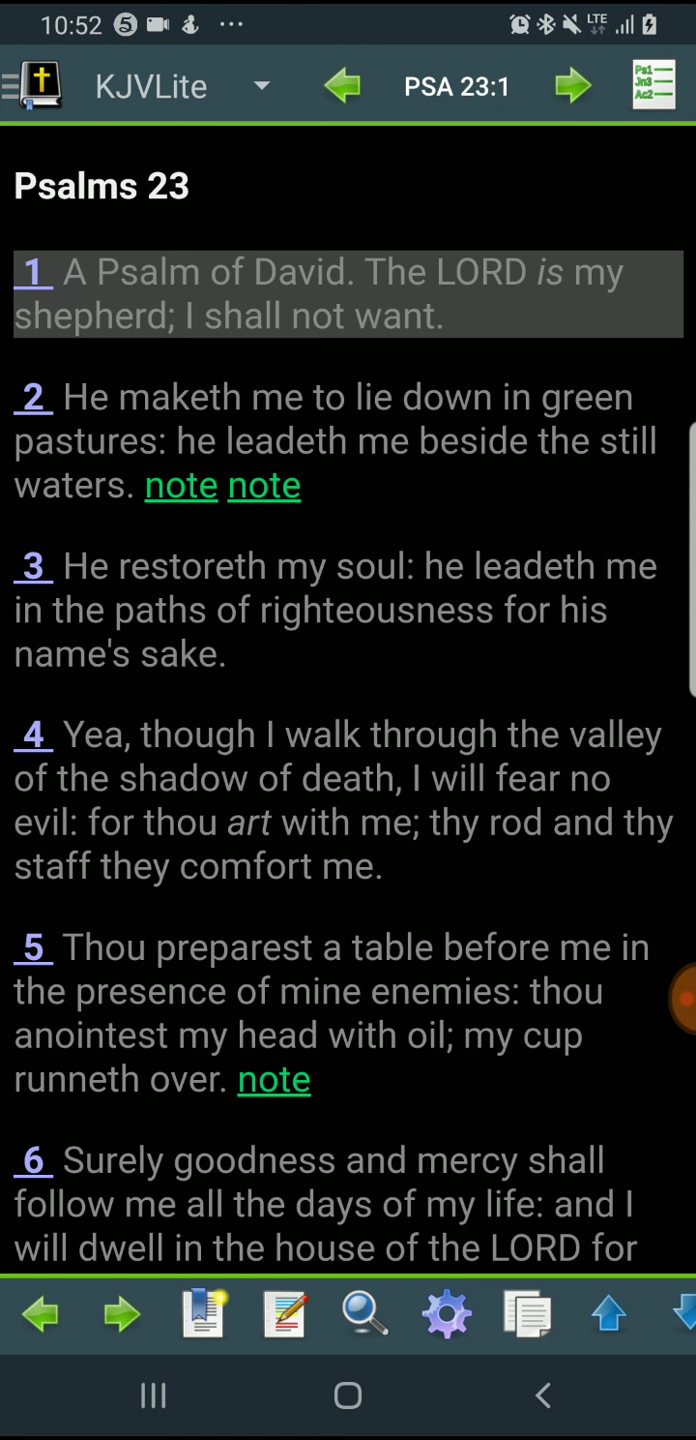 10:52 5
LTE
KJVLite PSA 23:1
Ps1
Jn3
Ac2
Psalms 23
1 A Psalm of David. The LORD is my
shepherd; I shall not want.
2 He maketh me to lie down in green
pastures: he leadeth me beside the still
waters. note note
3 He restoreth my soul: he leadeth me
in the paths of righteousness for his
name's sake.
4 Yea, though I walk through the valley
of the shadow of death, I will fear no
evil: for thou art with me; thy rod and thy
staff they comfort me.
5 Thou preparest a table before me in
the presence of mine enemies: thou
anointest my head with oil; my cup
runneth over. note
6 Surely goodness and mercy shall
follow me all the days of my life: and I
will dwell in the house of the LORD for